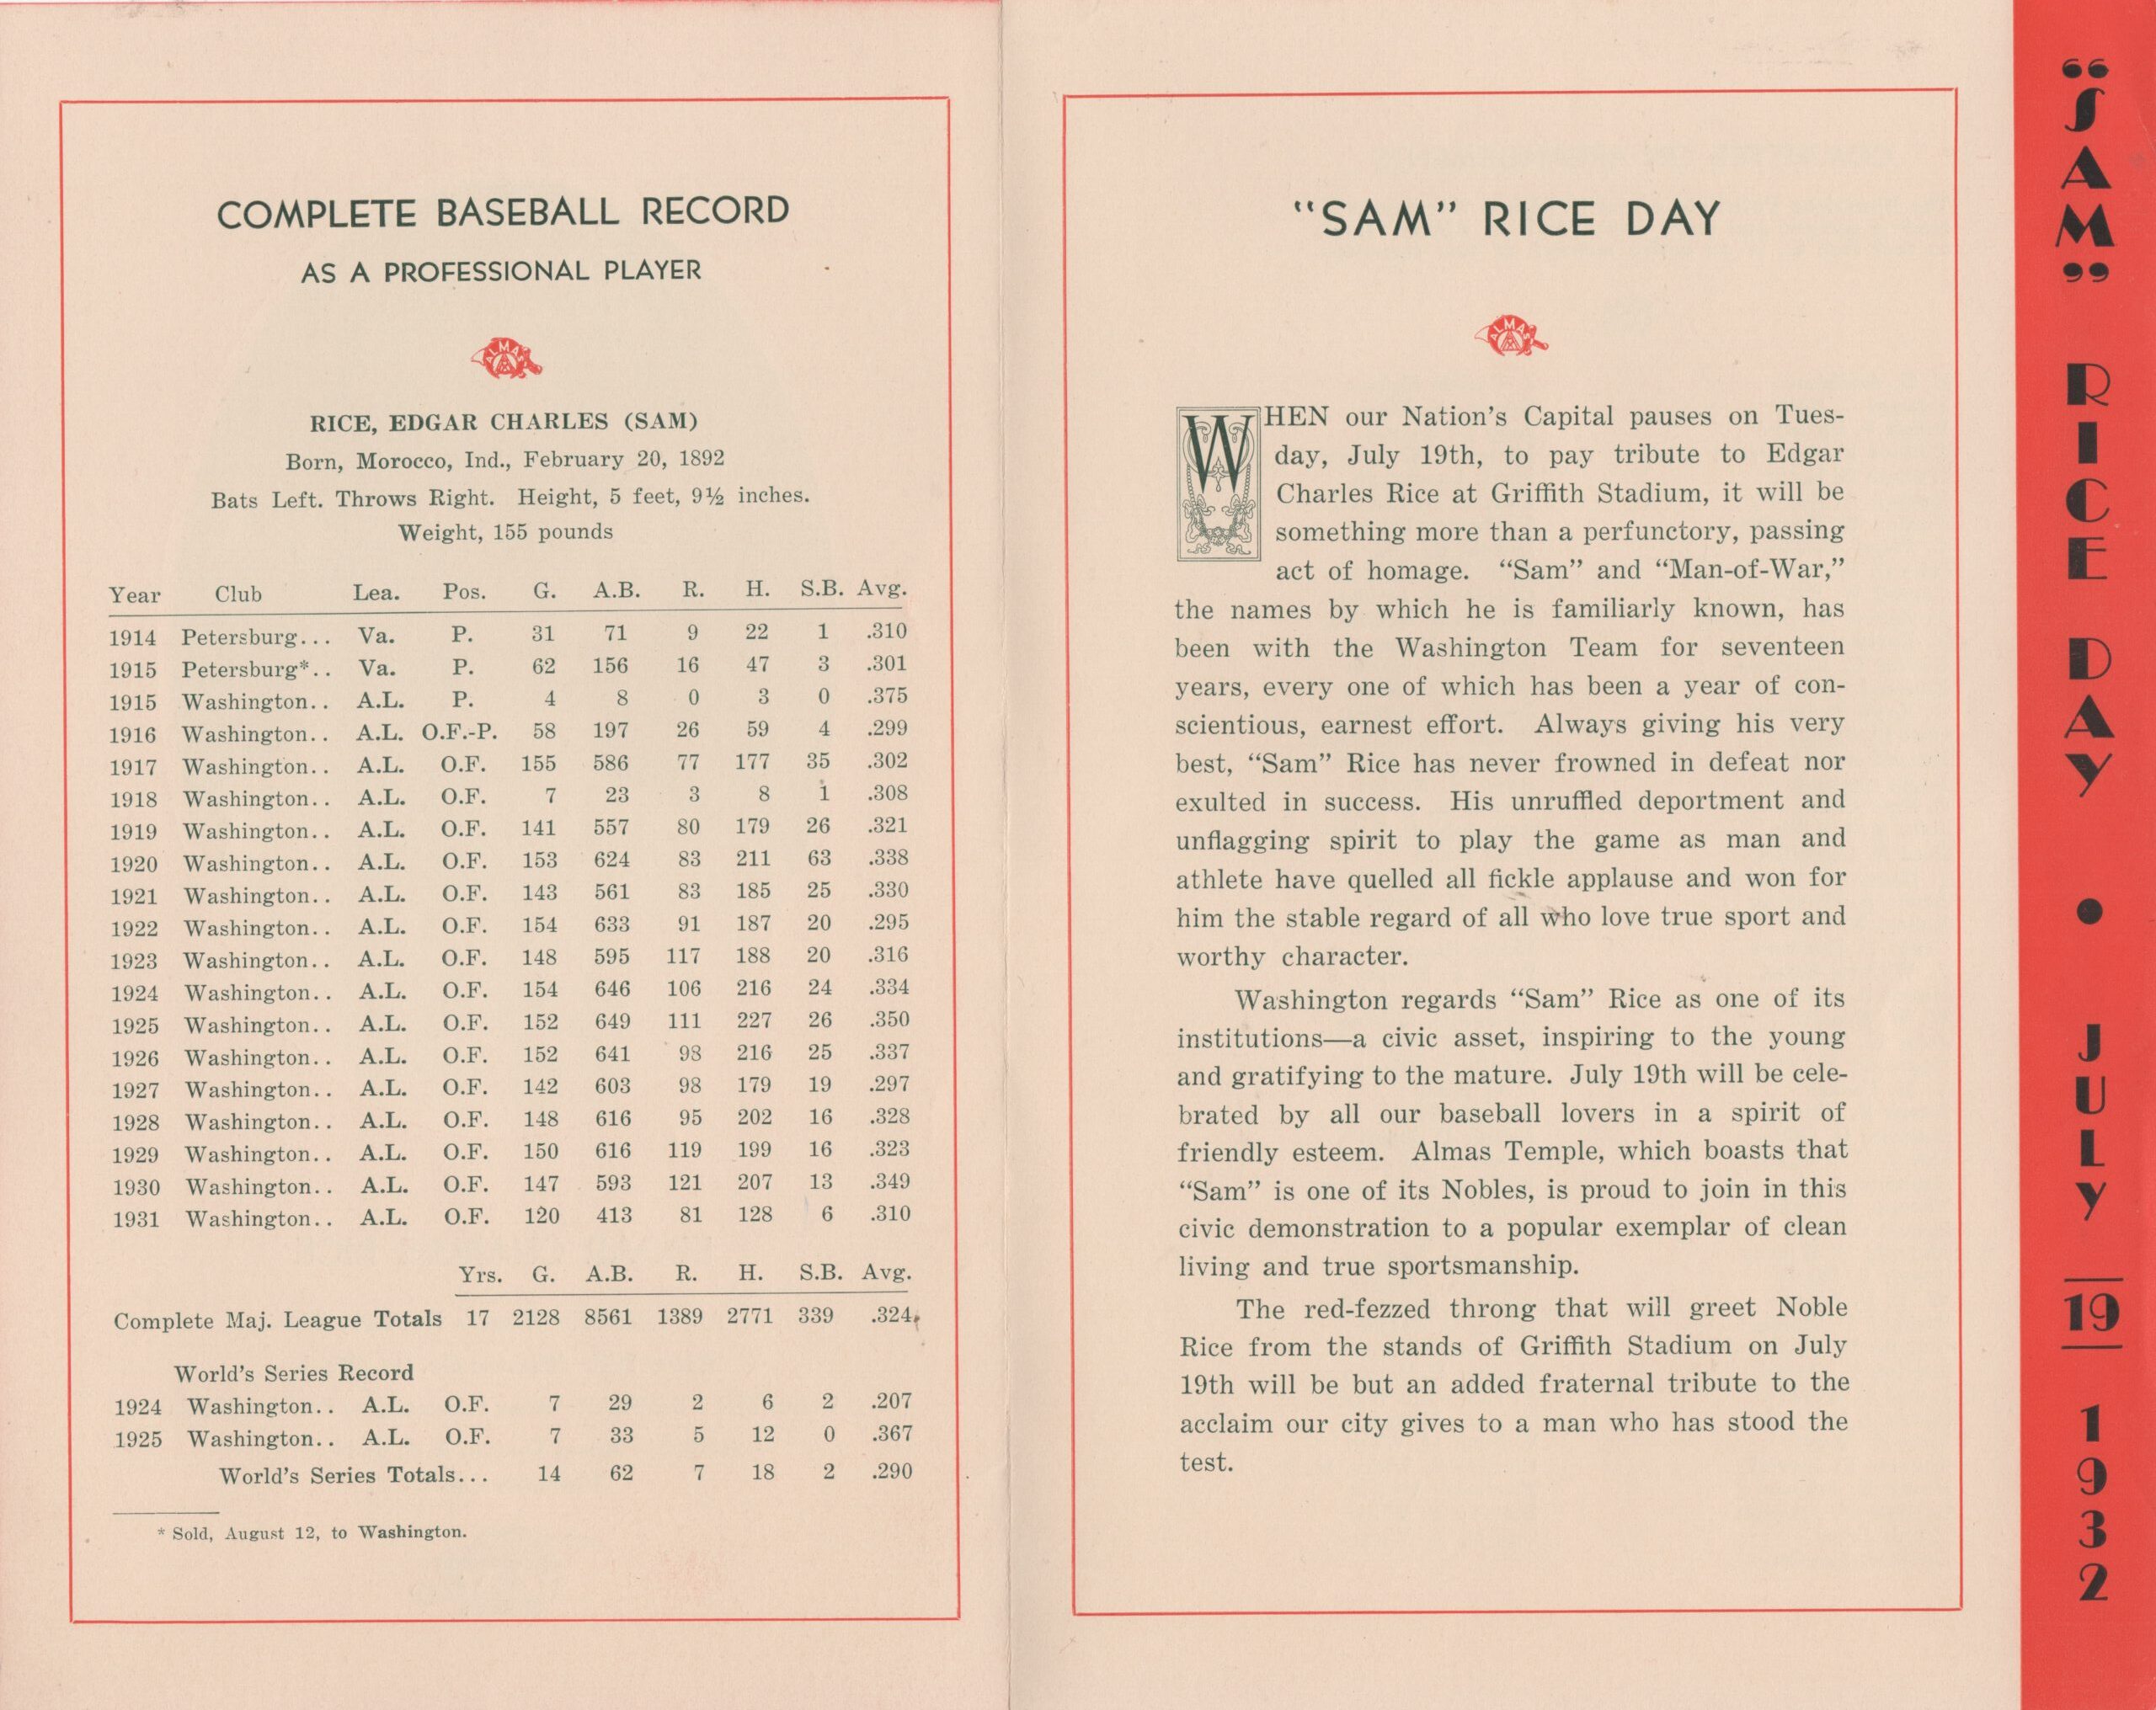 COMPLETE BASEBALL RECORD
AS A PROFESSIONAL PLAYER
ALMAS
RICE, EDGAR CHARLES (SAM)
Born, Morocco, Ind., February 20, 1892
Bats Left. Throws Right. Height, 5 feet, 9½ inches.
Weight, 155 pounds
Year Club Lea. Pos. G. A.B. R. H. S.B. Avg.
1914 Petersburg... Va. P. 31 71 9 22 1 .310
1915 Petersburg*.. Va. P. 62 156 16 47 3 .301
1915 Washington.. A.L. P. 4 8 0 3 0 .375
1916 Washington.. A.L. O.F.-P. 58 197 26 59 4 .299
1917 Washington.. A.L. O.F. 155 586 77 177 35 .302
1918 Washington.. A.L. O.F. 7 23 3 8 1 .308
1919 Washington.. A.L. O.F. 141 557 80 179 26 .321
1920 Washington.. A.L. O.F. 153 624 83 211 63 .338
1921 Washington.. A.L. O.F. 143 561 83 185 25 .330
1922 Washington.. A.L. O.F. 154 633 91 187 20 .295
1923 Washington.. A.L. O.F. 148 595 117 188 20 .316
1924 Washington.. A.L. O.F. 154 646 106 216 24 .334
1925 Washington.. A.L. O.F. 152 649 111 227 26 .350
1926 Washington.. A.L. O.F. 152 641 98 216 25 .337
1927 Washington.. A.L. O.F. 142 603 98 179 19 .297
1928 Washington.. A.L. O.F. 148 616 95 202 16 .328
1929 Washington.. A.L. O.F. 150 616 119 199 16 .323
1930 Washington.. A.L. O.F. 147 593 121 207 13 .349
1931 Washington.. A.L. O.F. 120 413 81 128 6 .310
Yrs. G. A.B. R. H. S.B. Avg.
Complete Maj. League Totals 17 2128 8561 1389 2771 339 .324
World's Series Record
1924 Washington.. A.L. O.F. 7 29 2 6 2 .207
1925 Washington.. A.L. O.F. 7 33 5 12 0 .367
World's Series Totals... 14 62 7 18 2 .290
* Sold, August 12, to Washington.
"SAM" RICE DAY
ALMAS
WHEN our Nation's Capital pauses on Tues-
day, July 19th, to pay tribute to Edgar
Charles Rice at Griffith Stadium, it will be
something more than a perfunctory, passing
act of homage. "Sam" and "Man-of-War,"
the names by which he is familiarly known, has
been with the Washington Team for seventeen
years, every one of which has been a year of con-
scientious, earnest effort. Always giving his very
best, "Sam" Rice has never frowned in defeat nor
exulted in success. His unruffled deportment and
unflagging spirit to play the game as man and
athlete have quelled all fickle applause and won for
him the stable regard of all who love true sport and
worthy character.
Washington regards "Sam" Rice as one of its
institutions—a civic asset, inspiring to the young
and gratifying to the mature. July 19th will be cele-
brated by all our baseball lovers in a spirit of
friendly esteem. Almas Temple, which boasts that
"Sam" is one of its Nobles, is proud to join in this
civic demonstration to a popular exemplar of clean
living and true sportsmanship.
The red-fezzed throng that will greet Noble
Rice from the stands of Griffith Stadium on July
19th will be but an added fraternal tribute to the
acclaim our city gives to a man who has stood the
test.
"SAM" RICE DAY • JULY 19 1932